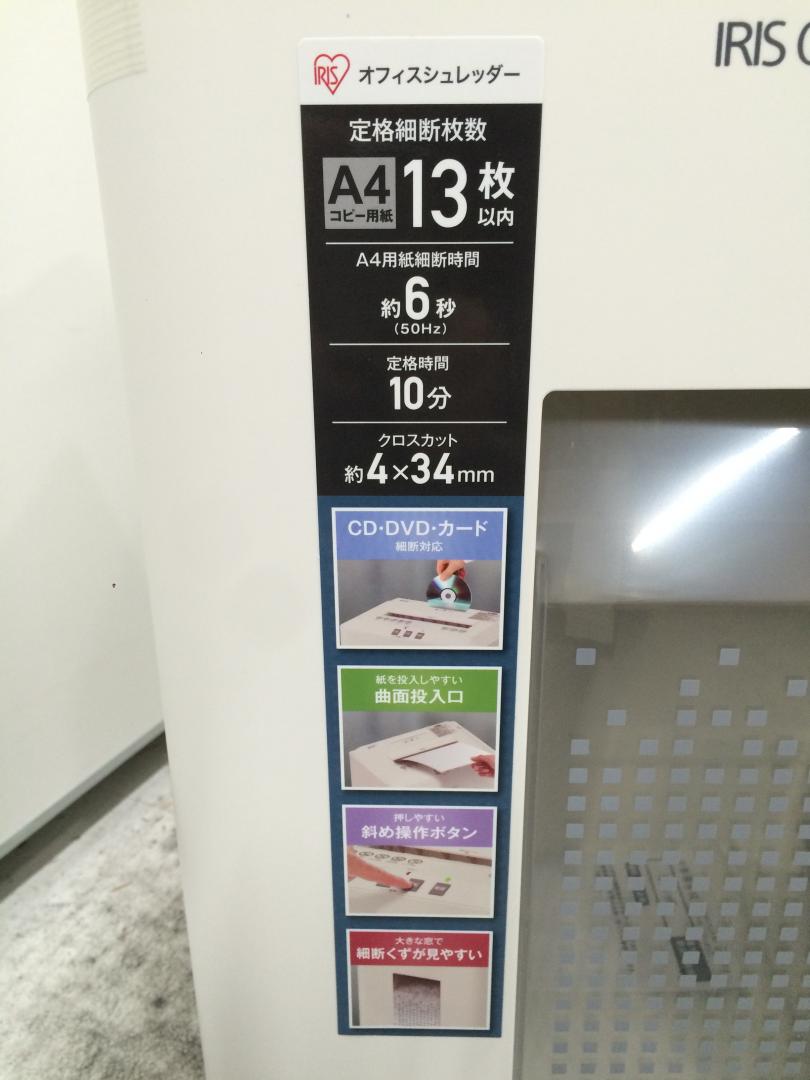 IRIS
IRIS オフィスシュレッダー
定格細断枚数
A4
コピー用紙
13枚
以内
A4用紙細断時間
約6秒
(50Hz)
定格時間
10分
クロスカット
約4×34mm
CD・DVD・カード
細断対応
紙を投入しやすい
曲面投入口
押しやすい
斜め操作ボタン
大きな窓で
細断くずが見やすい